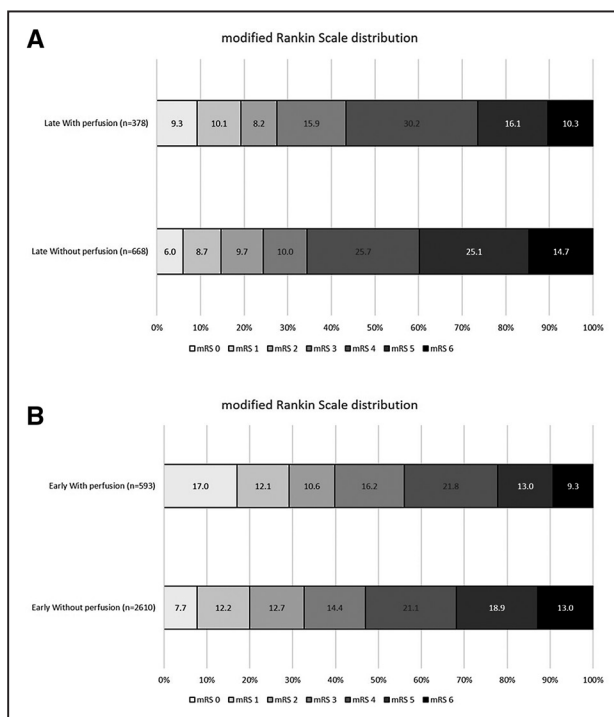 A
modified Rankin Scale distribution
Late With perfusion (n=378)
9.3 10.1 8.2 15.9 30.2 16.1 10.3
Late Without perfusion (n=668)
6.0 8.7 9.7 10.0 25.7 25.1 14.7
0% 10% 20% 30% 40% 50% 60% 70% 80% 90% 100%
mRS 0 mRS 1 mRS 2 mRS 3 mRS 4 mRS 5 mRS 6
modified Rankin Scale distribution
B
Early With perfusion (n=593)
17.0 12.1 10.6 16.2 21.8 13.0 9.3
Early Without perfusion (n=2610)
7.7 12.2 12.7 14.4 21.1 18.9 13.0
0% 10% 20% 30% 40% 50% 60% 70% 80% 90% 100%
mRS 0 mRS 1 mRS 2 mRS 3 mRS 4 mRS 5 mRS 6